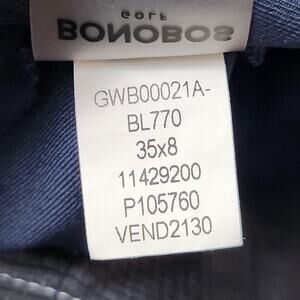 GOLF
BONOBOS
GWB00021A-
BL770
35x8
11429200
P105760
VEND2130